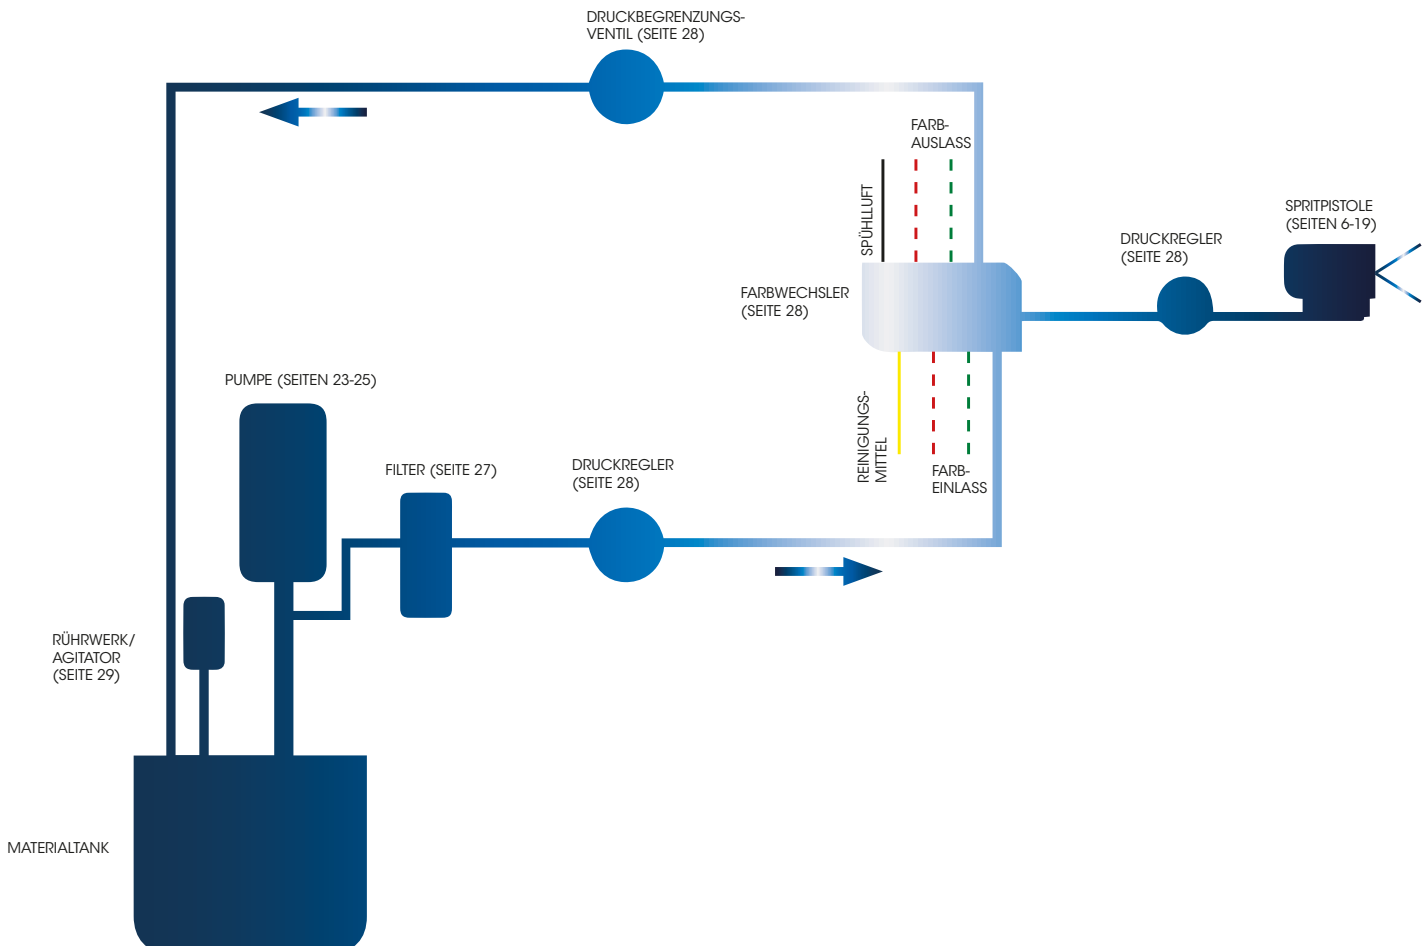 DRUCKBEGRENZUNGS-
VENTIL (SEITE 28)
FARB-
AUSLASS
SPÜHLLUFT
SPRITPISTOLE
(SEITEN 6-19)
DRUCKREGLER
(SEITE 28)
FARBWECHSLER
(SEITE 28)
PUMPE (SEITEN 23-25)
REINIGUNGS-
MITTEL
FILTER (SEITE 27)
DRUCKREGLER
(SEITE 28)
FARB-
EINLASS
RÜHRWERK/
AGITATOR
(SEITE 29)
MATERIALTANK